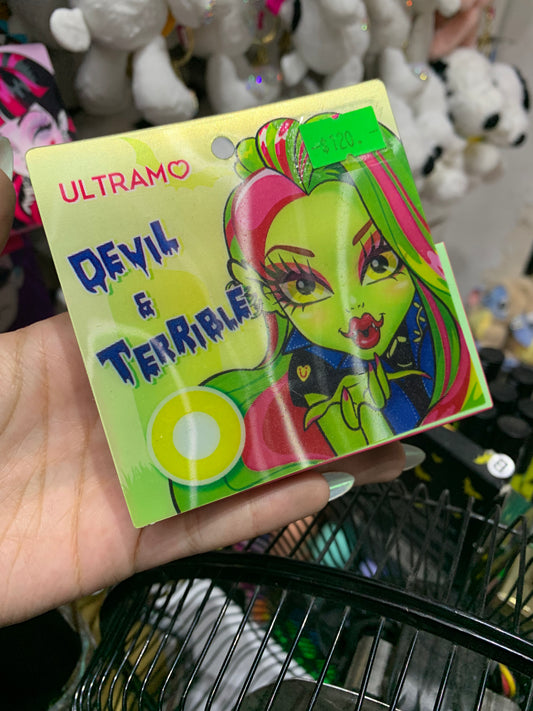 ULTRAMO
$120.-
DEVIL
&
TERRIBLE